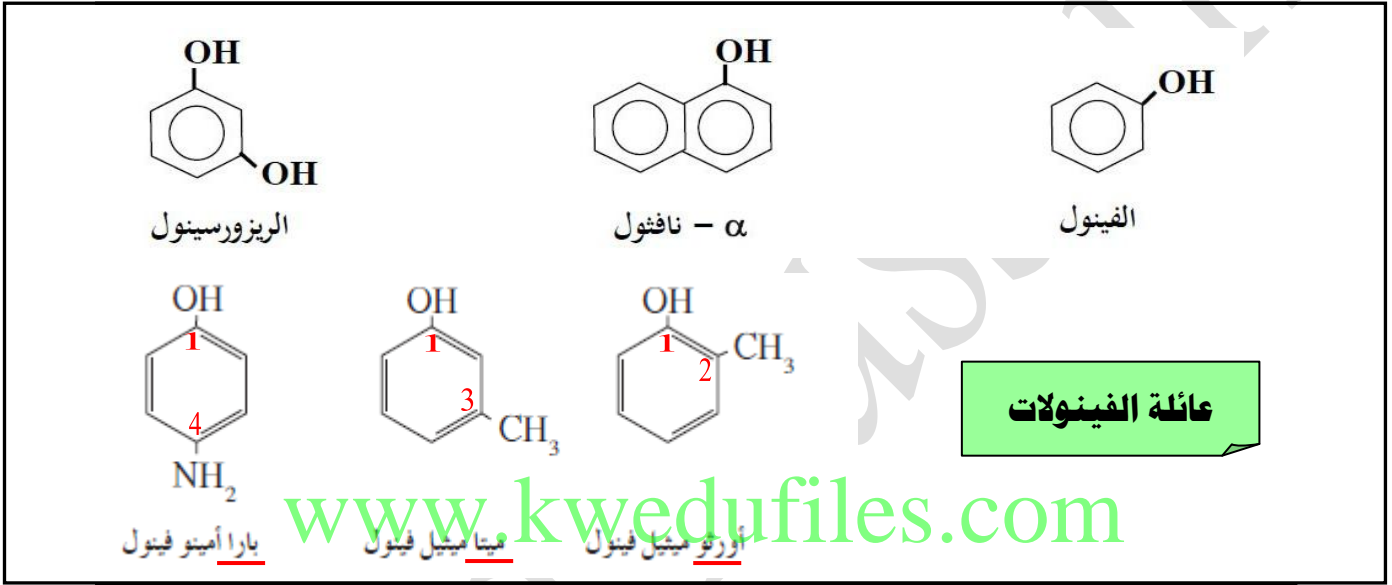 OH
OH
الفينول
OH
α – نافثول
OH
OH
الريزورسينول
عائلة الفينولات
OH
1
2
CH3
أورثو ميثيل فينول
OH
1
3
CH3
ميتا ميثيل فينول
OH
1
4
NH2
بارا أمينو فينول
www.kwedufiles.com